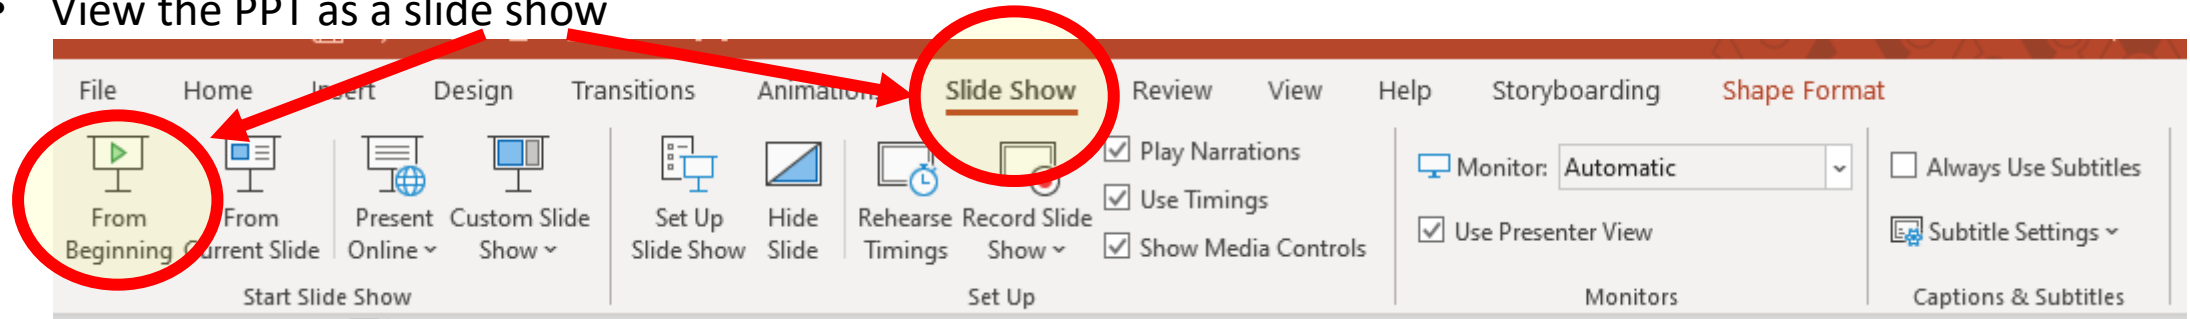 • View the PPT as a slide show
File Home Insert Design Transitions Animations Slide Show Review View Help Storyboarding Shape Format
From Beginning
From Current Slide
Present Online
Custom Slide Show
Set Up Slide Show
Hide Slide
Rehearse Timings
Record Slide Show
Play Narrations
Use Timings
Show Media Controls
Monitor: Automatic
Use Presenter View
Always Use Subtitles
Subtitle Settings
Start Slide Show
Set Up
Monitors
Captions & Subtitles